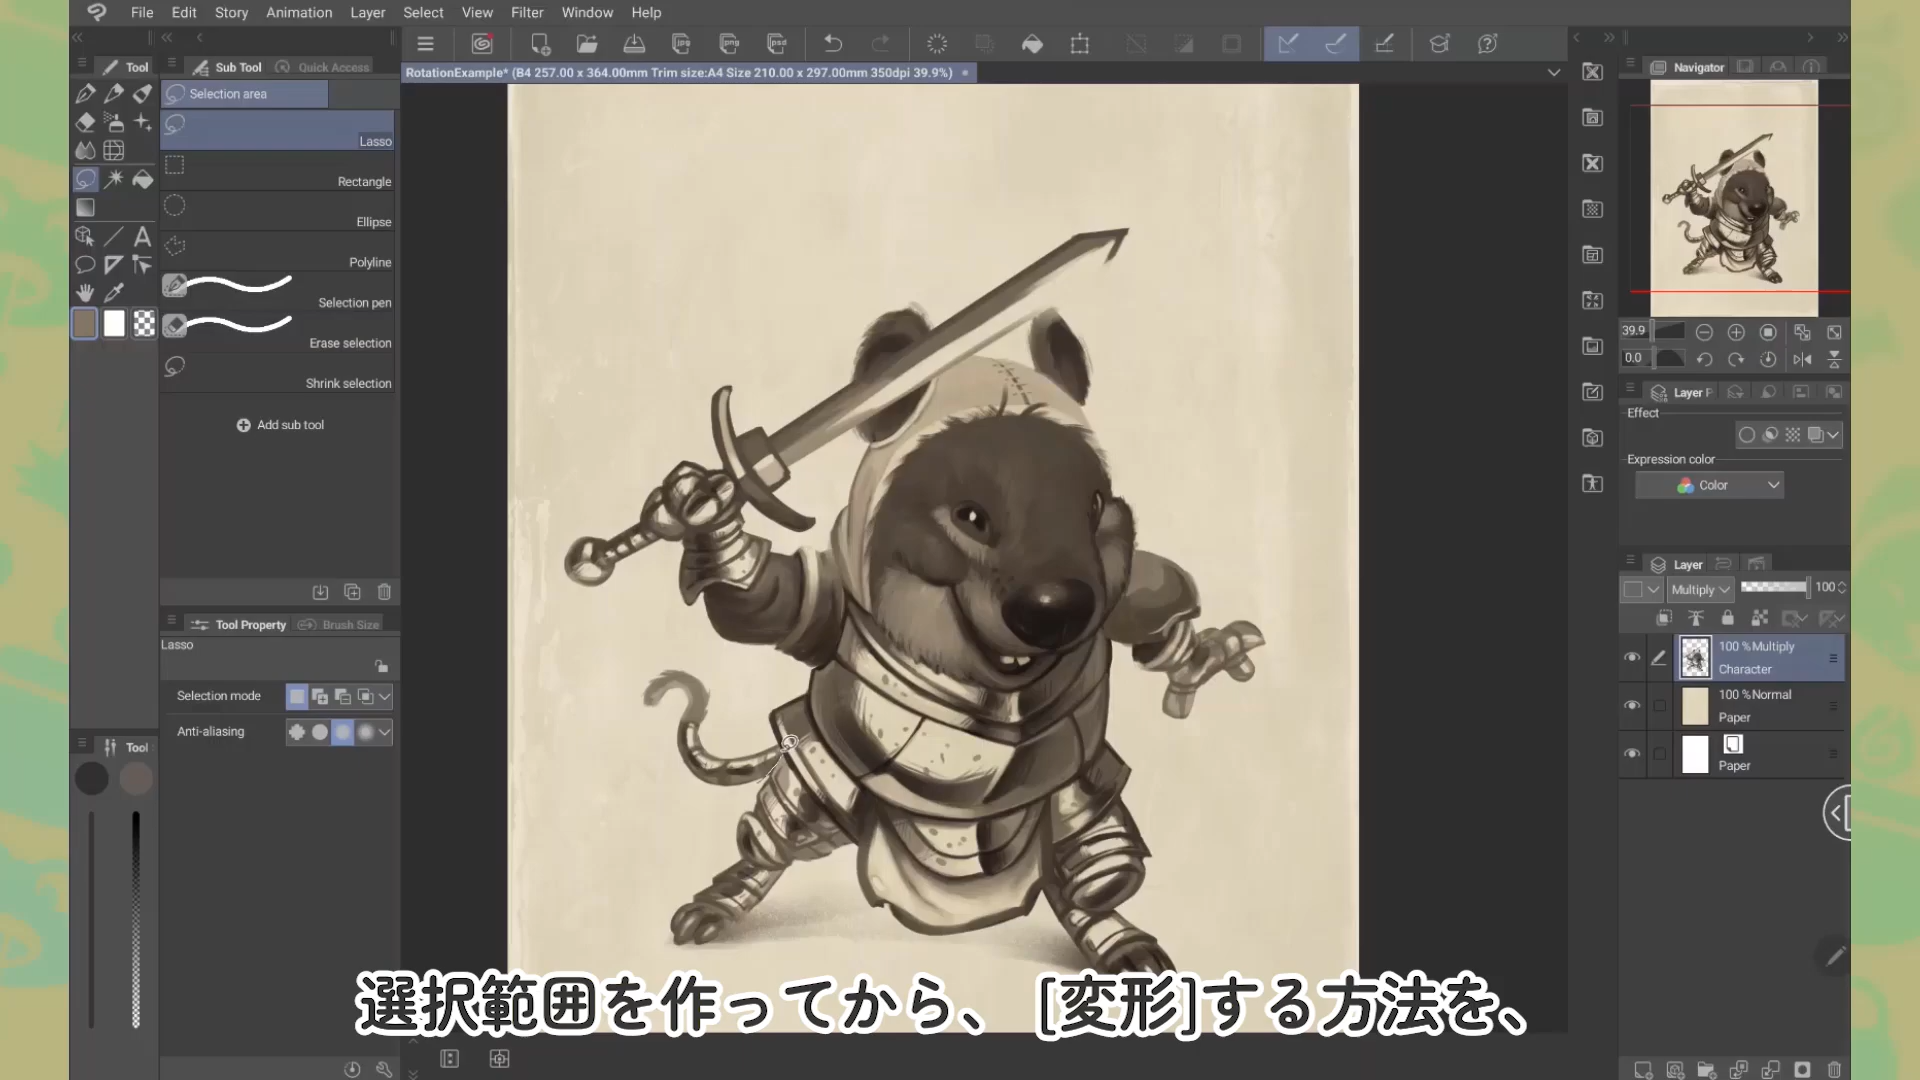 File Edit Story Animation Layer Select View Filter Window Help
Tool
Sub Tool Quick Access
RotationExample* (B4 257.00 x 364.00mm Trim size:A4 Size 210.00 x 297.00mm 350dpi 39.9%)
Navigator
Selection area
Lasso
Rectangle
Ellipse
Polyline
Selection pen
Erase selection
Shrink selection
Add sub tool
Tool Property Brush Size
Lasso
Selection mode
Anti-aliasing
Tool
39.9
0.0
Layer P
Effect
Expression color
Color
Layer
Multiply 100
100 %Multiply
Character
100 %Normal
Paper
Paper
選択範囲を作ってから、 [変形]する方法を、